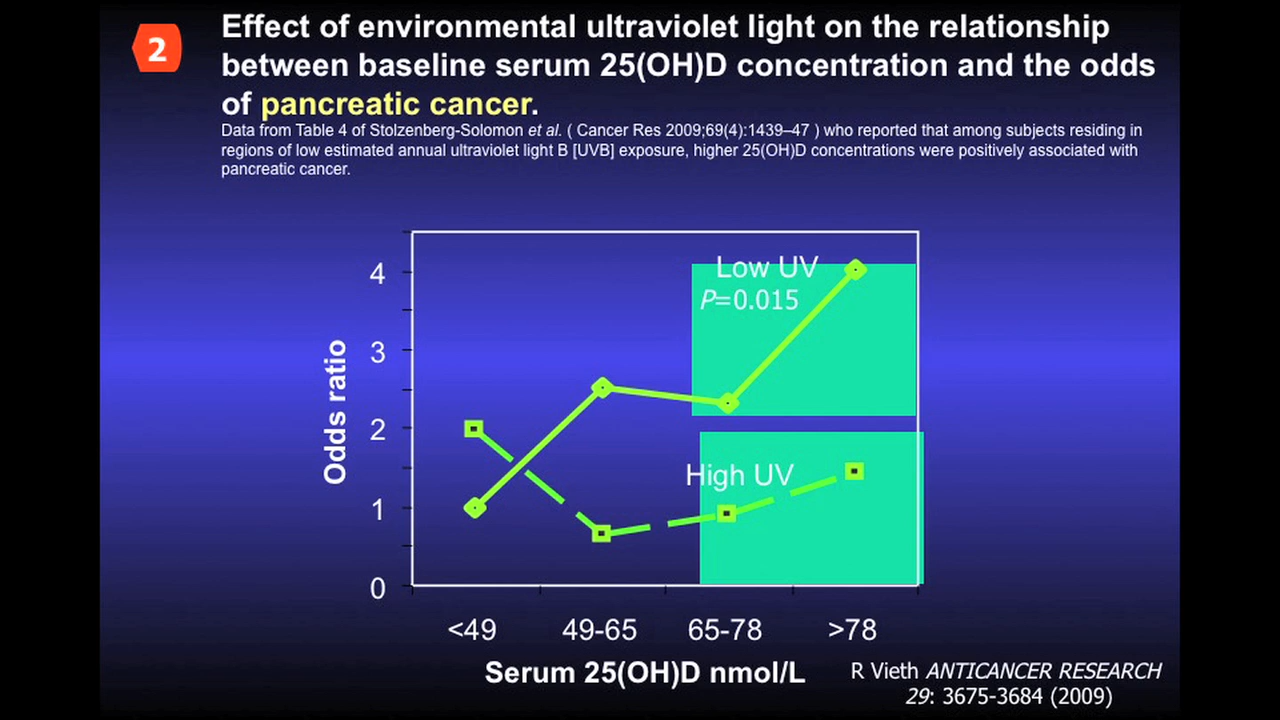 2
Effect of environmental ultraviolet light on the relationship
between baseline serum 25(OH)D concentration and the odds
of pancreatic cancer.
Data from Table 4 of Stolzenberg-Solomon et al. ( Cancer Res 2009;69(4):1439–47 ) who reported that among subjects residing in
regions of low estimated annual ultraviolet light B [UVB] exposure, higher 25(OH)D concentrations were positively associated with
pancreatic cancer.
Low UV
P=0.015
High UV
Odds ratio
4
3
2
1
0
<49 49-65 65-78 >78
Serum 25(OH)D nmol/L
R Vieth ANTICANCER RESEARCH
29: 3675-3684 (2009)